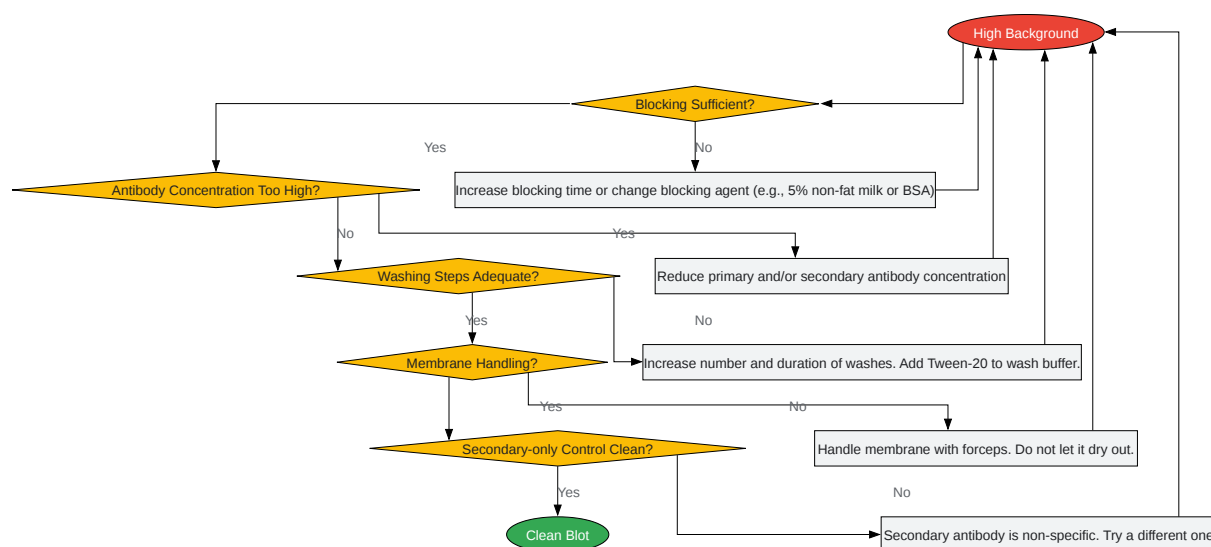 High Background
Blocking Sufficient?
Yes
No
Antibody Concentration Too High?
Increase blocking time or change blocking agent (e.g., 5% non-fat milk or BSA)
No
Yes
Washing Steps Adequate?
Reduce primary and/or secondary antibody concentration
Yes
No
Membrane Handling?
Increase number and duration of washes. Add Tween-20 to wash buffer.
Yes
No
Secondary-only Control Clean?
Handle membrane with forceps. Do not let it dry out.
Yes
No
Clean Blot
Secondary antibody is non-specific. Try a different one